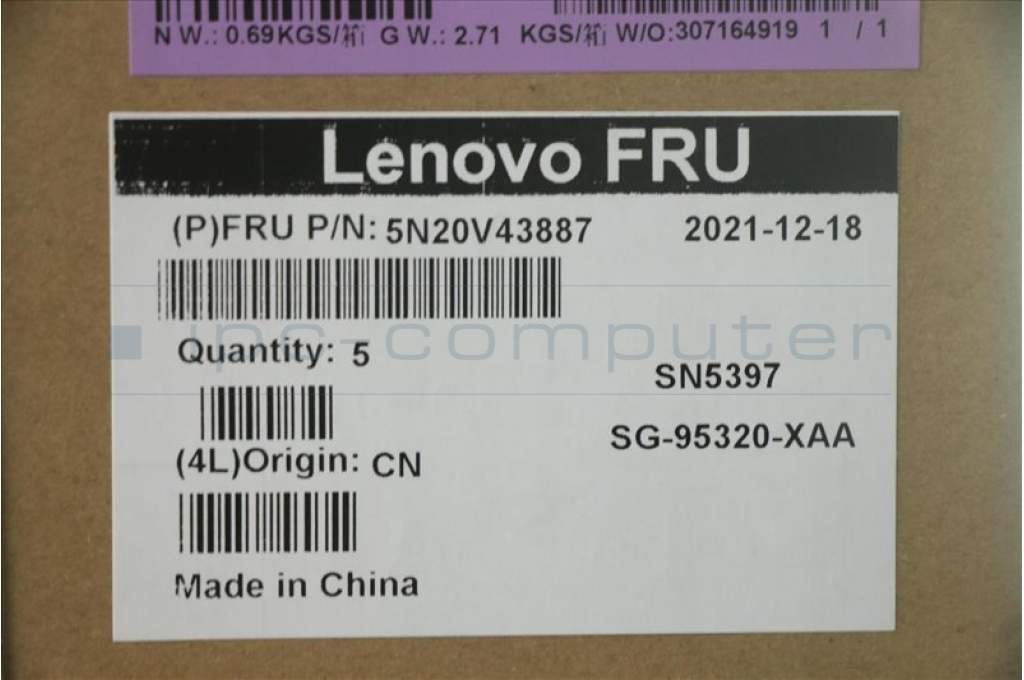 N W.: 0.69KGS/箱 G W.: 2.71 KGS/箱 W/O:307164919 1 / 1
Lenovo FRU
(P)FRU P/N: 5N20V43887 2021-12-18
ipc-computer
Quantity: 5
SN5397
SG-95320-XAA
(4L)Origin: CN
Made in China